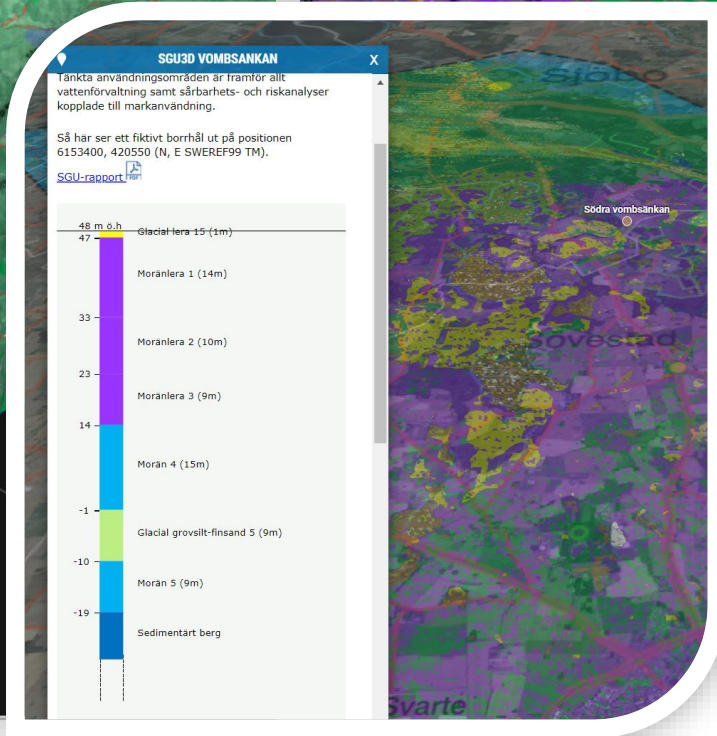 SGU3D VOMBSÄNKAN
X
Tänkta användningsområden är framför allt
vattenförvaltning samt sårbarhets- och riskanalyser
kopplade till markanvändning.
Så här ser ett fiktivt borrhål ut på positionen
6153400, 420550 (N, E SWEREF99 TM).
SGU-rapport
PDF
48 m ö.h
Glacial lera 15 (1m)
47
Moränlera 1 (14m)
33
Moränlera 2 (10m)
23
Moränlera 3 (9m)
14
Morän 4 (15m)
-1
Glacial grovsilt-finsand 5 (9m)
-10
Morän 5 (9m)
-19
Sedimentärt berg
Sjöbo
Södra vombsänkan
Sovestad
Svarte